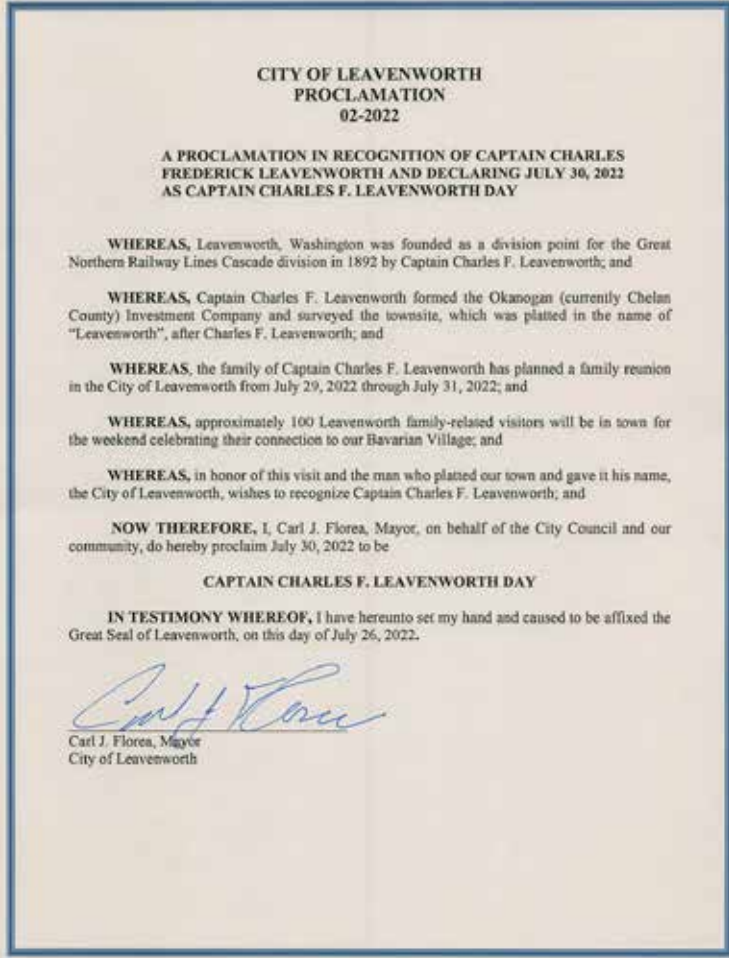 CITY OF LEAVENWORTH
PROCLAMATION
02-2022
A PROCLAMATION IN RECOGNITION OF CAPTAIN CHARLES
FREDERICK LEAVENWORTH AND DECLARING JULY 30, 2022
AS CAPTAIN CHARLES F. LEAVENWORTH DAY
WHEREAS, Leavenworth, Washington was founded as a division point for the Great
Northern Railway Lines Cascade division in 1892 by Captain Charles F. Leavenworth; and
WHEREAS, Captain Charles F. Leavenworth formed the Okanogan (currently Chelan
County) Investment Company and surveyed the townsite, which was platted in the name of
"Leavenworth", after Charles F. Leavenworth; and
WHEREAS, the family of Captain Charles F. Leavenworth has planned a family reunion
in the City of Leavenworth from July 29, 2022 through July 31, 2022; and
WHEREAS, approximately 100 Leavenworth family-related visitors will be in town for
the weekend celebrating their connection to our Bavarian Village; and
WHEREAS, in honor of this visit and the man who platted our town and gave it his name,
the City of Leavenworth, wishes to recognize Captain Charles F. Leavenworth; and
NOW THEREFORE, I, Carl J. Florea, Mayor, on behalf of the City Council and our
community, do hereby proclaim July 30, 2022 to be
CAPTAIN CHARLES F. LEAVENWORTH DAY
IN TESTIMONY WHEREOF, I have hereunto set my hand and caused to be affixed the
Great Seal of Leavenworth, on this day of July 26, 2022.
Carl J Florea
Carl J. Florea, Mayor
City of Leavenworth